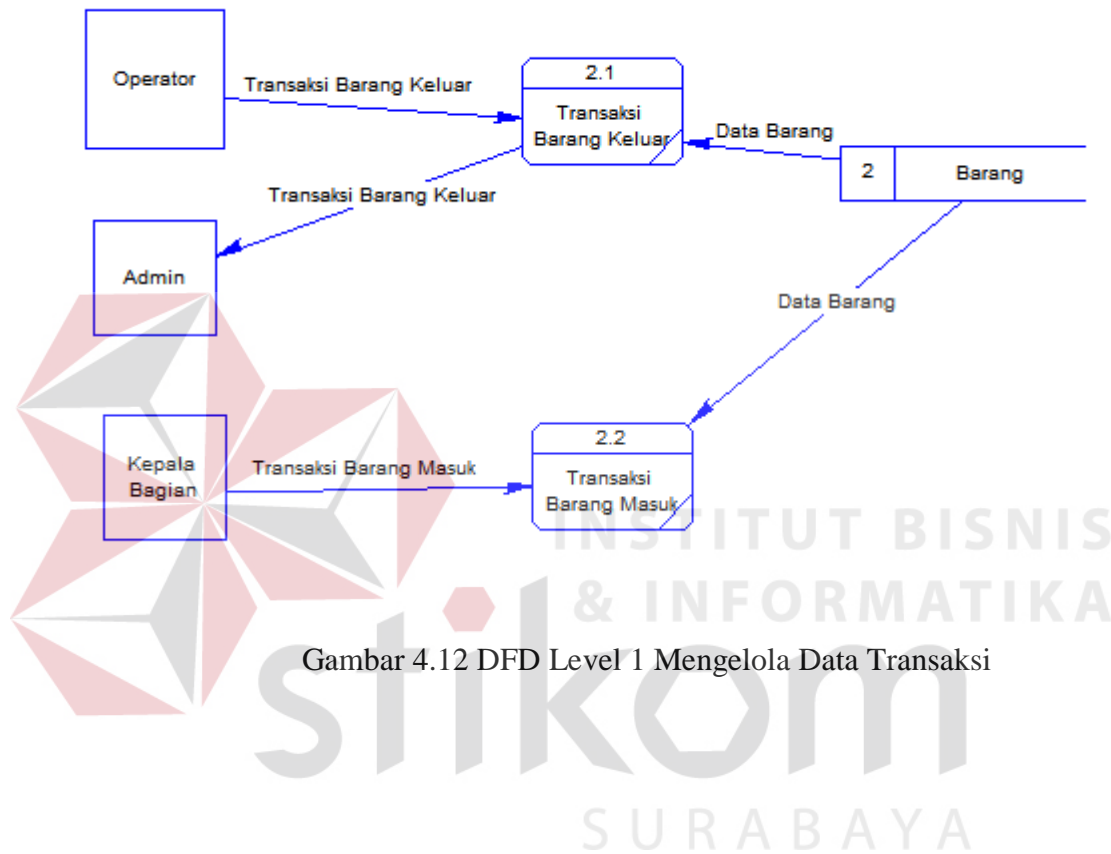 Operator
Transaksi Barang Keluar
2.1
Transaksi
Barang Keluar
Data Barang
2
Barang
Transaksi Barang Keluar
Admin
Data Barang
Kepala
Bagian
Transaksi Barang Masuk
2.2
Transaksi
Barang Masuk
INSTITUT BISNIS
& INFORMATIKA
stikom
SURABAYA
Gambar 4.12 DFD Level 1 Mengelola Data Transaksi